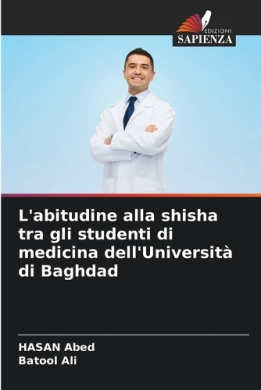 EDIZIONI
SAPIENZA
L'abitudine alla shisha
tra gli studenti di
medicina dell'Università
di Baghdad
HASAN Abed
Batool Ali